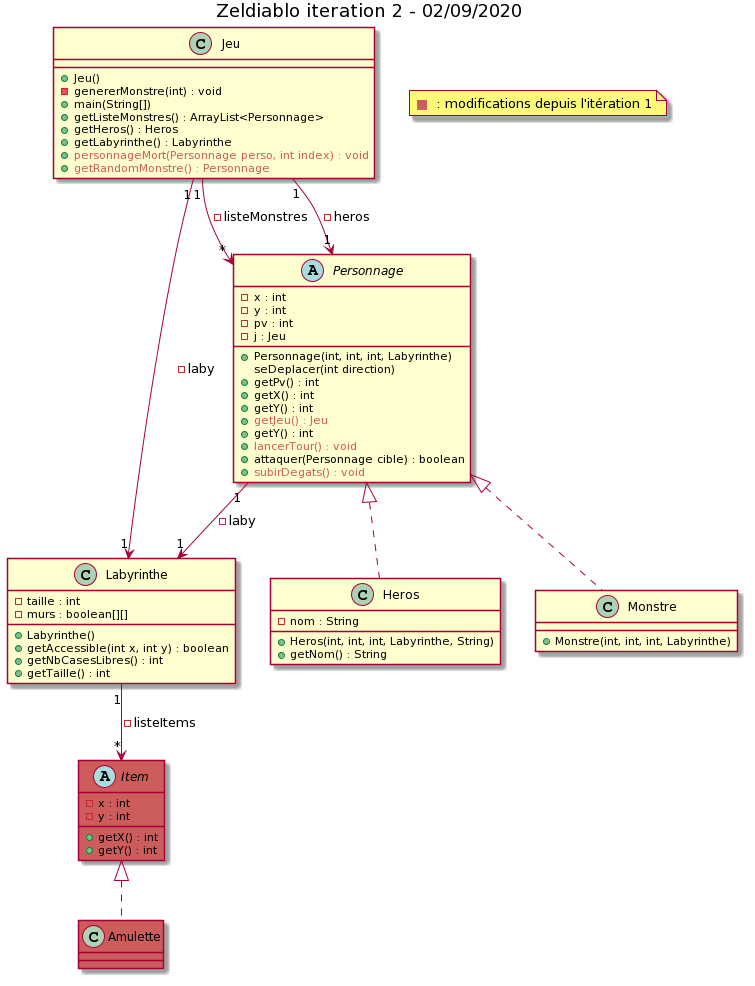 Zeldiablo iteration 2 - 02/09/2020
C Jeu
Jeu()
genererMonstre(int) : void
main(String[])
getListeMonstres() : ArrayList<Personnage>
getHeros() : Heros
getLabyrinthe() : Labyrinthe
personnageMort(Personnage perso, int index) : void
getRandomMonstre() : Personnage
: modifications depuis l'itération 1
1
1
1
listeMonstres
heros
*
1
A Personnage
x : int
y : int
pv : int
j : Jeu
Personnage(int, int, int, Labyrinthe)
seDeplacer(int direction)
getPv() : int
getX() : int
getY() : int
getJeu() : Jeu
getY() : int
lancerTour() : void
attaquer(Personnage cible) : boolean
subirDegats() : void
laby
1
laby
1
1
C Labyrinthe
taille : int
murs : boolean[][]
Labyrinthe()
getAccessible(int x, int y) : boolean
getNbCasesLibres() : int
getTaille() : int
C Heros
nom : String
Heros(int, int, int, Labyrinthe, String)
getNom() : String
C Monstre
Monstre(int, int, int, Labyrinthe)
1
listeItems
*
A Item
x : int
y : int
getX() : int
getY() : int
C Amulette